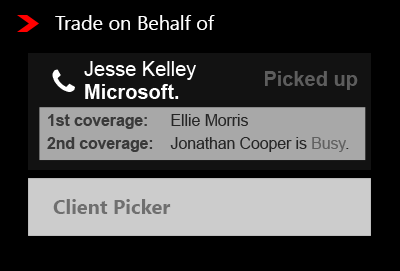 Trade on Behalf of
Jesse Kelley Picked up
Microsoft.
1st coverage: Ellie Morris
2nd coverage: Jonathan Cooper is Busy.
Client Picker